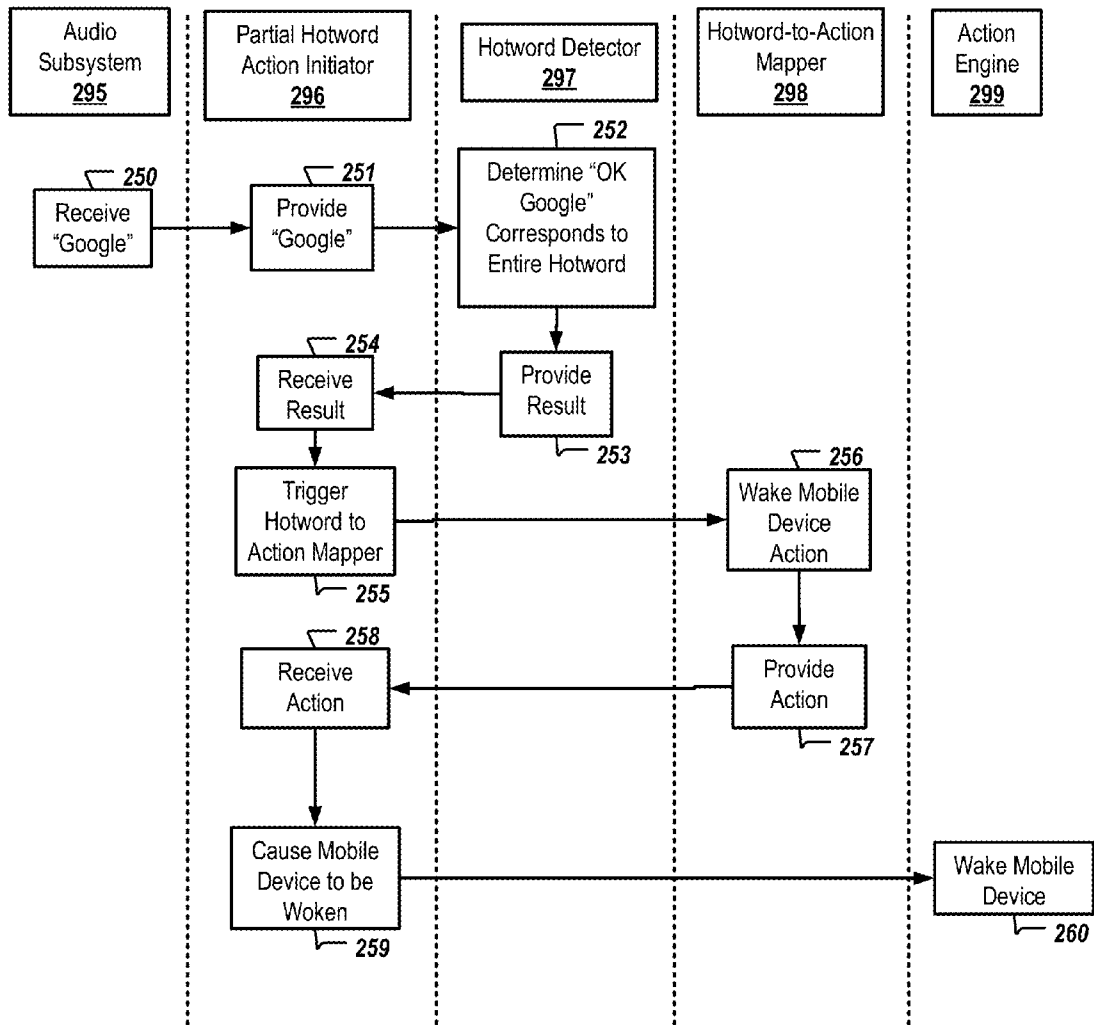 Audio
Subsystem
295
Partial Hotword
Action Initiator
296
Hotword Detector
297
Hotword-to-Action
Mapper
298
Action
Engine
299
250
Receive
“Google”
251
Provide
“Google”
252
Determine “OK
Google”
Corresponds to
Entire Hotword
254
Receive
Result
Provide
Result
253
Trigger
Hotword to
Action Mapper
255
256
Wake Mobile
Device
Action
258
Receive
Action
Provide
Action
257
Cause Mobile
Device to be
Woken
259
Wake Mobile
Device
260